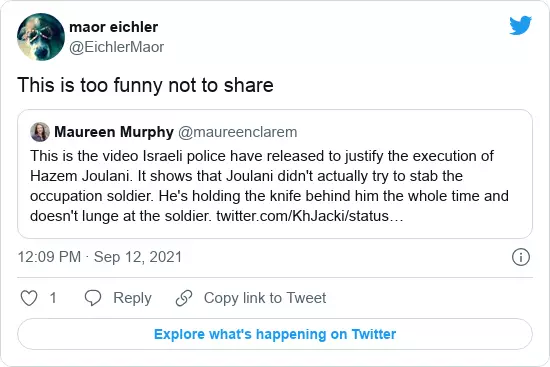 maor eichler
@EichlerMaor
This is too funny not to share
Maureen Murphy @maureenclarem
This is the video Israeli police have released to justify the execution of
Hazem Joulani. It shows that Joulani didn't actually try to stab the
occupation soldier. He's holding the knife behind him the whole time and
doesn't lunge at the soldier. twitter.com/KhJacki/status…
12:09 PM · Sep 12, 2021
1 Reply Copy link to Tweet
Explore what's happening on Twitter